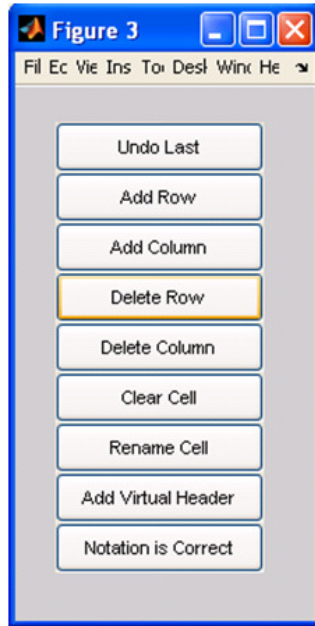 Figure 3
Fil Ec Vie Ins To Desl Winc He
Undo Last
Add Row
Add Column
Delete Row
Delete Column
Clear Cell
Rename Cell
Add Virtual Header
Notation is Correct